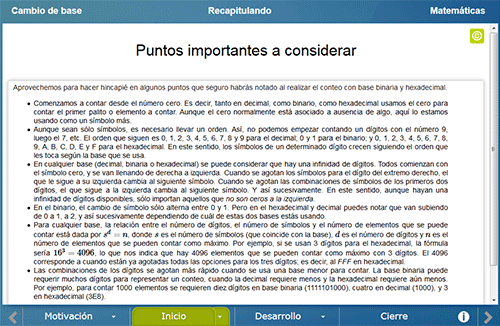 Cambio de base
Recapitulando
Matemáticas
Puntos importantes a considerar
©
Aprovechemos para hacer hincapié en algunos puntos que seguro habrás notado al realizar el conteo con base binaria y hexadecimal.
• Comenzamos a contar desde el número cero. Es decir, tanto en decimal, como binario, como hexadecimal usamos el cero para
contar el primer palito o elemento a contar. Aunque el cero normalmente está asociado a ausencia de algo, aquí lo estamos
usando como un símbolo más.
• Aunque sean sólo símbolos, es necesario llevar un orden. Así, no podemos empezar contando un dígitos con el número 9,
luego el 7, etc. El orden que siguen es 0, 1, 2, 3, 4, 5, 6, 7, 8 y 9 para el decimal; 0 y 1 para el binario; y 0, 1, 2, 3, 4, 5, 6, 7, 8,
9, A, B, C, D, E y F para el hexadecimal. En este sentido, los símbolos de un determinado dígito crecen siguiendo el orden que
les toca según la base que se usa.
• En cualquier base (decimal, binaria o hexadecimal) se puede considerar que hay una infinidad de dígitos. Todos comienzan con
el símbolo cero, y se van llenando de derecha a izquierda. Cuando se agotan los símbolos para el dígito del extremo derecho, el
que le sigue a su izquierda cambia al siguiente símbolo. Cuando se agotan las combinaciones de símbolos de los primeros dos
dígitos, el que sigue a la izquierda cambia al siguiente símbolo. Y así sucesivamente. En este sentido, aunque hayan una
infinidad de dígitos disponibles, sólo importan aquellos que no son ceros a la izquierda.
• En el binario, el cambio de símbolo sólo alterna entre 0 y 1. Pero en el hexadecimal y decimal puedes notar que van subiendo
de 0 a 1, a 2, y así sucesivamente dependiendo de cuál de estas dos bases estás usando.
• Para cualquier base, la relación entre el número de dígitos, el número de símbolos y el número de elementos que se puede
contar está dada por s^d = n, donde s es el número de símbolos (que coincide con la base), d es el número de dígitos y n es el
número de elementos que se pueden contar como máximo. Por ejemplo, si se usan 3 dígitos para el hexadecimal, la fórmula
sería 16³ = 4096, lo que nos indica que hay 4096 elementos que se pueden contar como máximo con 3 dígitos. El 4096
corresponde a cuando están ya agotadas todas las opciones para los tres dígitos; es decir, al FFF en hexadecimal.
• Las combinaciones de los dígitos se agotan más rápido cuando se usa una base menor para contar. La base binaria puede
requerir muchos dígitos para representar un conteo, cuando la decimal requiere menos y la hexadecimal requiere aún menos.
Por ejemplo, para contar 1000 elementos se requieren diez dígitos en base binaria (1111101000), cuatro en decimal (1000), y 3
en hexadecimal (3E8).
Motivación
Inicio
Desarrollo
Cierre
i